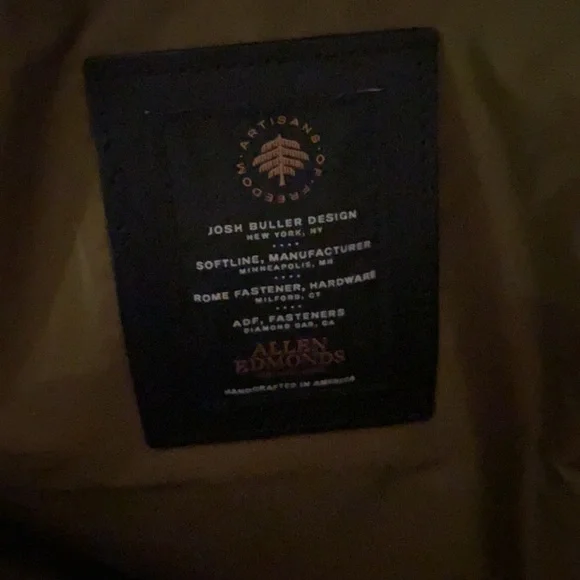 ARTISANS · OF · FREEDOM ·
JOSH BULLER DESIGN
NEW YORK, NY
SOFTLINE, MANUFACTURER
MINNEAPOLIS, MN
ROME FASTENER, HARDWARE
MILFORD, CT
ADF, FASTENERS
DIAMOND BAR, CA
ALLEN
EDMONDS
HANDCRAFTED IN AMERICA